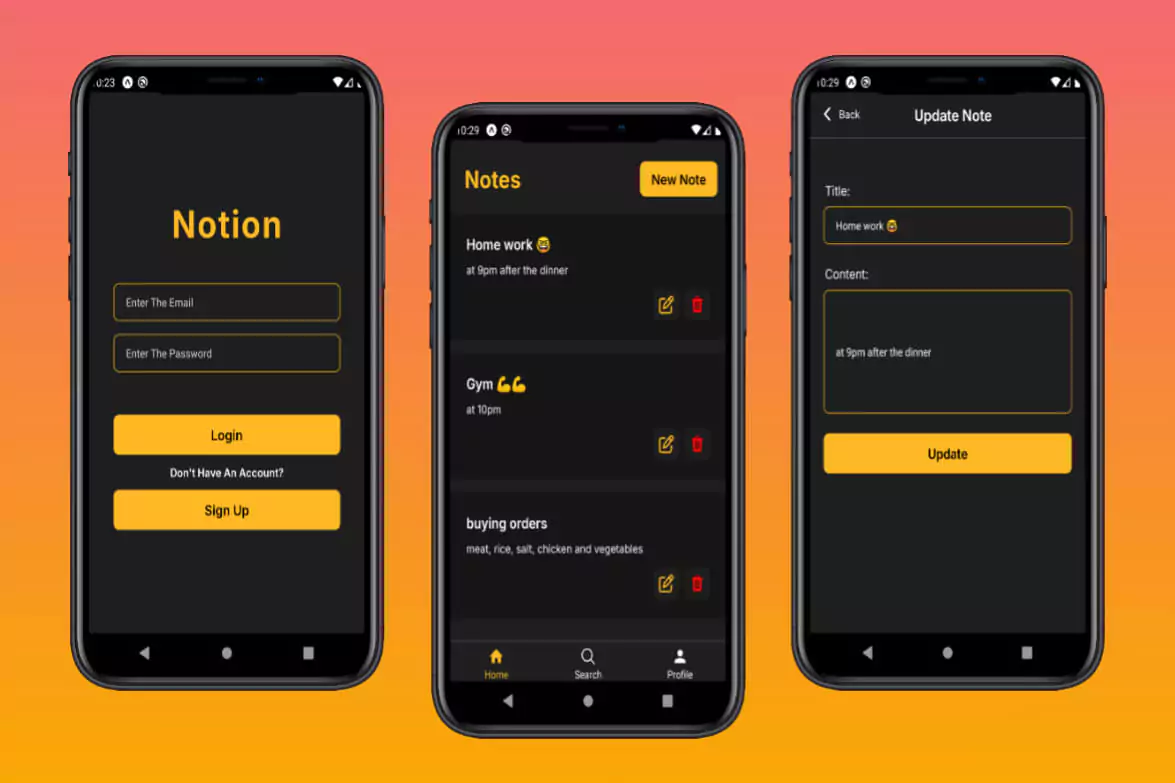 10:23
Notion
Enter The Email
Enter The Password
Login
Don't Have An Account?
Sign Up
10:29
Notes
New Note
Home work 🤓
at 9pm after the dinner
Gym 💪💪
at 10pm
buying orders
meat, rice, salt, chicken and vegetables
Home
Search
Profile
10:29
Back
Update Note
Title:
Home work 🤓
Content:
at 9pm after the dinner
Update